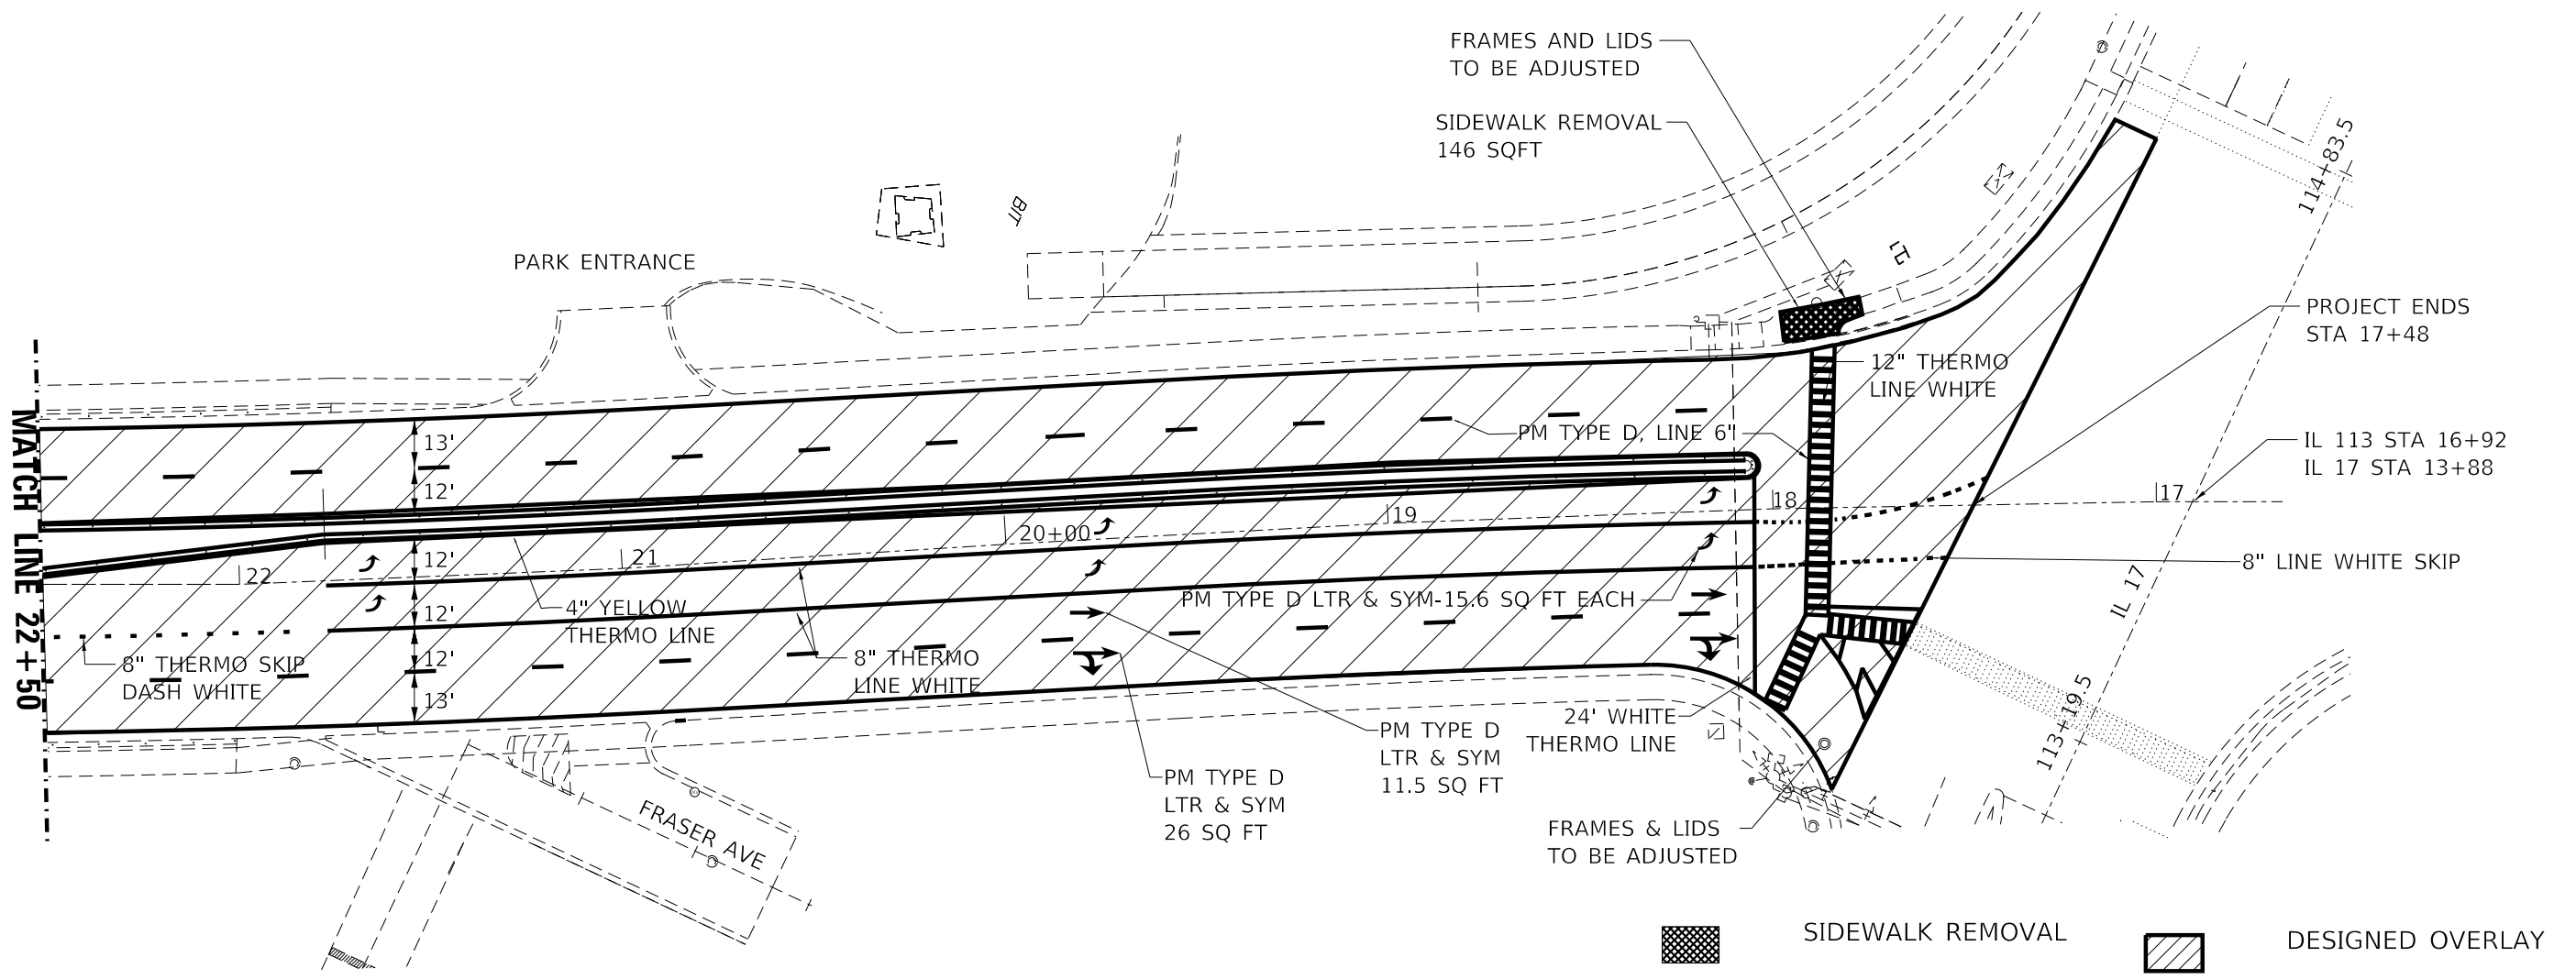 FRAMES AND LIDS
TO BE ADJUSTED
SIDEWALK REMOVAL
146 SQFT
114+83.5
BIT
PARK ENTRANCE
PROJECT ENDS
STA 17+48
12" THERMO
LINE WHITE
MATCH LINE 22+50
13'
12'
PM TYPE D, LINE 6"
IL 113 STA 16+92
IL 17 STA 13+88
22
21
20+00
19
18
17
12'
12'
12'
13'
4" YELLOW
THERMO LINE
PM TYPE D LTR & SYM-15.6 SQ FT EACH
8" LINE WHITE SKIP
IL 17
8" THERMO SKIP
DASH WHITE
8" THERMO
LINE WHITE
113+19.5
24' WHITE
THERMO LINE
PM TYPE D
LTR & SYM
11.5 SQ FT
PM TYPE D
LTR & SYM
26 SQ FT
FRASER AVE
FRAMES & LIDS
TO BE ADJUSTED
SIDEWALK REMOVAL
DESIGNED OVERLAY